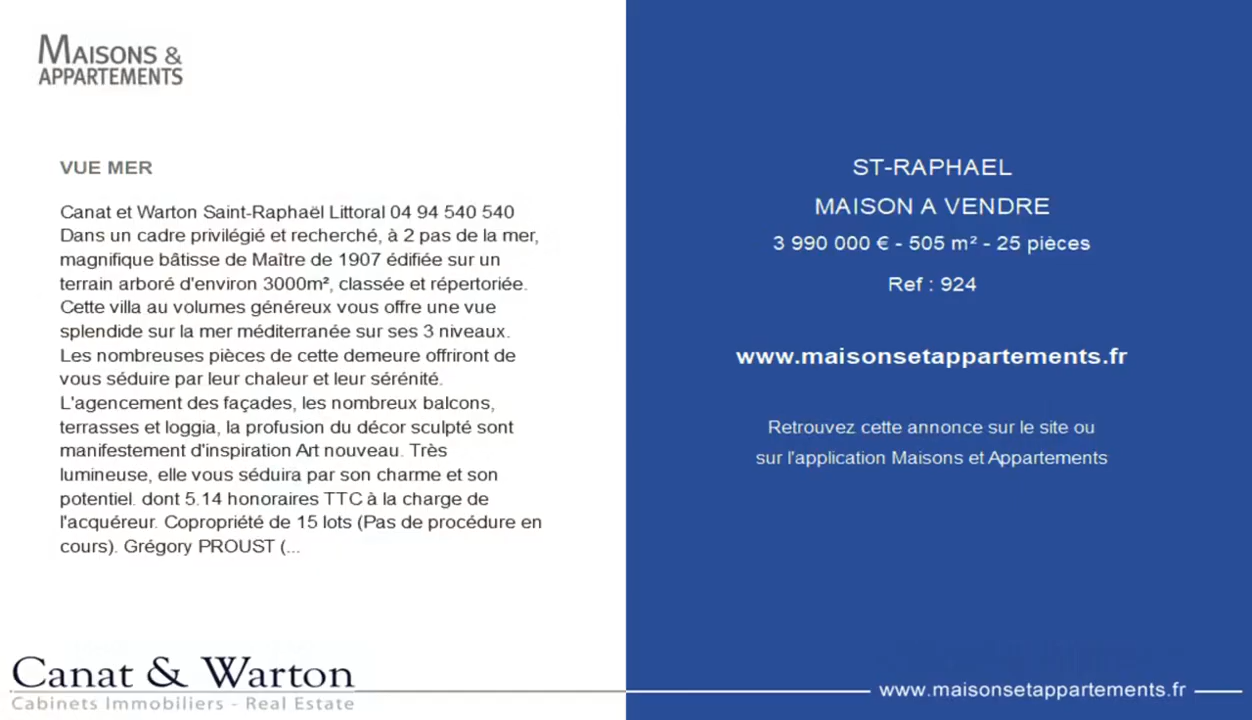 MAISONS &
APPARTEMENTS
VUE MER
Canat et Warton Saint-Raphaël Littoral 04 94 540 540
Dans un cadre privilégié et recherché, à 2 pas de la mer,
magnifique bâtisse de Maître de 1907 édifiée sur un
terrain arboré d'environ 3000m², classée et répertoriée.
Cette villa au volumes généreux vous offre une vue
splendide sur la mer méditerranée sur ses 3 niveaux.
Les nombreuses pièces de cette demeure offriront de
vous séduire par leur chaleur et leur sérénité.
L'agencement des façades, les nombreux balcons,
terrasses et loggia, la profusion du décor sculpté sont
manifestement d'inspiration Art nouveau. Très
lumineuse, elle vous séduira par son charme et son
potentiel. dont 5.14 honoraires TTC à la charge de
l'acquéreur. Copropriété de 15 lots (Pas de procédure en
cours). Grégory PROUST (...
Canat & Warton
Cabinets Immobiliers - Real Estate
ST-RAPHAEL
MAISON A VENDRE
3 990 000 € - 505 m² - 25 pièces
Ref : 924
www.maisonsetappartements.fr
Retrouvez cette annonce sur le site ou
sur l'application Maisons et Appartements
www.maisonsetappartements.fr